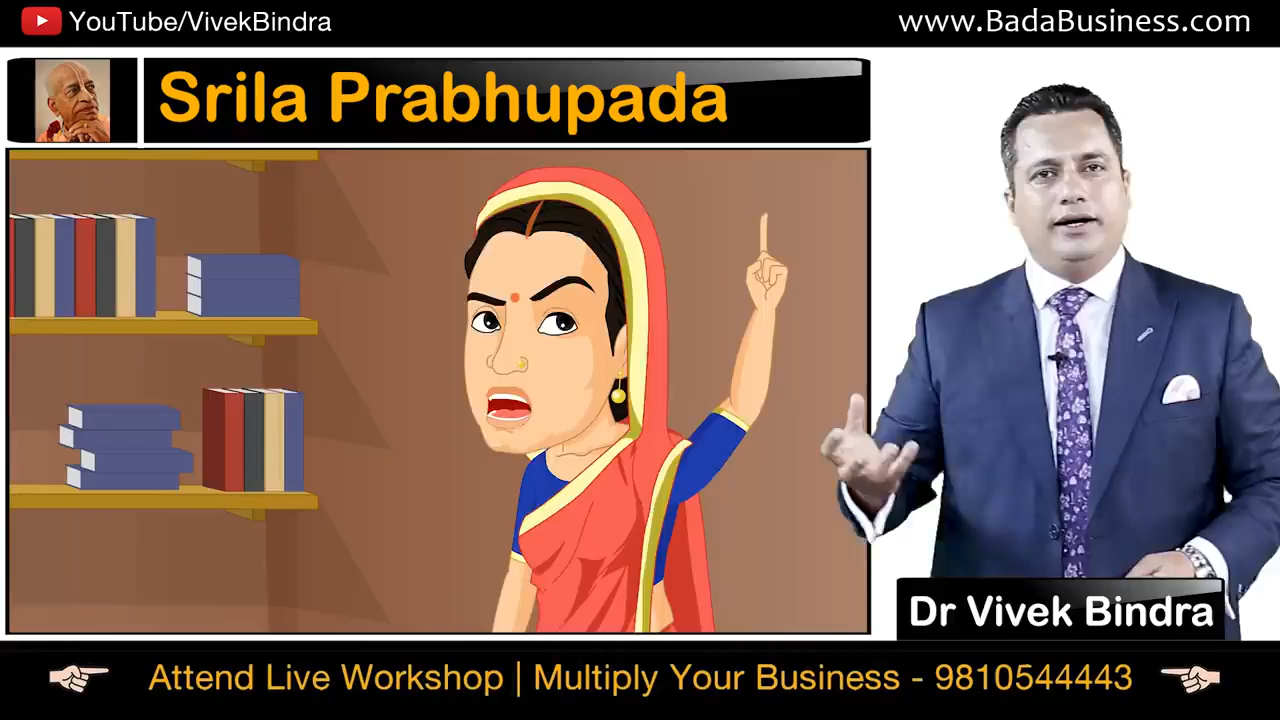 YouTube/VivekBindra
www.BadaBusiness.com
Srila Prabhupada
Dr Vivek Bindra
Attend Live Workshop | Multiply Your Business - 9810544443